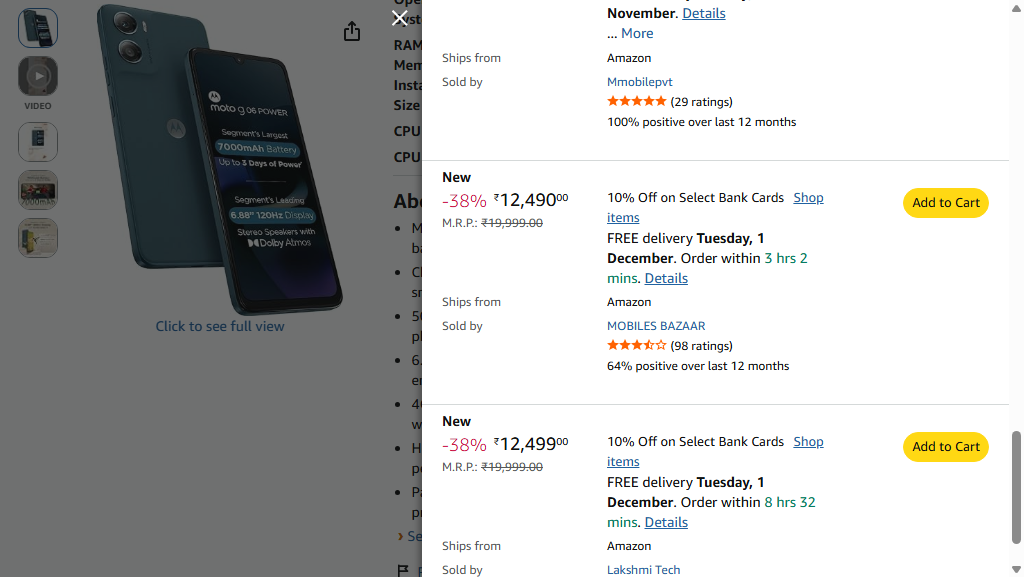 VIDEO
moto g 06 POWER
Segment's Largest
7000mAh Battery
Up to 3 Days of Power*
Segment's Leading
6.88" 120Hz Display
Stereo Speakers with
Dolby Atmos
Click to see full view
RAM
Mem
Insta
Size
CPU
CPU
November. Details
... More
Ships from
Amazon
Sold by
Mmobilepvt
(29 ratings)
100% positive over last 12 months
New
-38% ₹12,49000
M.R.P.: ₹19,999.00
10% Off on Select Bank Cards Shop
items
FREE delivery Tuesday, 1
December. Order within 3 hrs 2
mins. Details
Add to Cart
Ships from
Amazon
Sold by
MOBILES BAZAAR
(98 ratings)
64% positive over last 12 months
New
-38% ₹12,49900
M.R.P.: ₹19,999.00
10% Off on Select Bank Cards Shop
items
FREE delivery Tuesday, 1
December. Order within 8 hrs 32
mins. Details
Add to Cart
Ships from
Amazon
Sold by
Lakshmi Tech